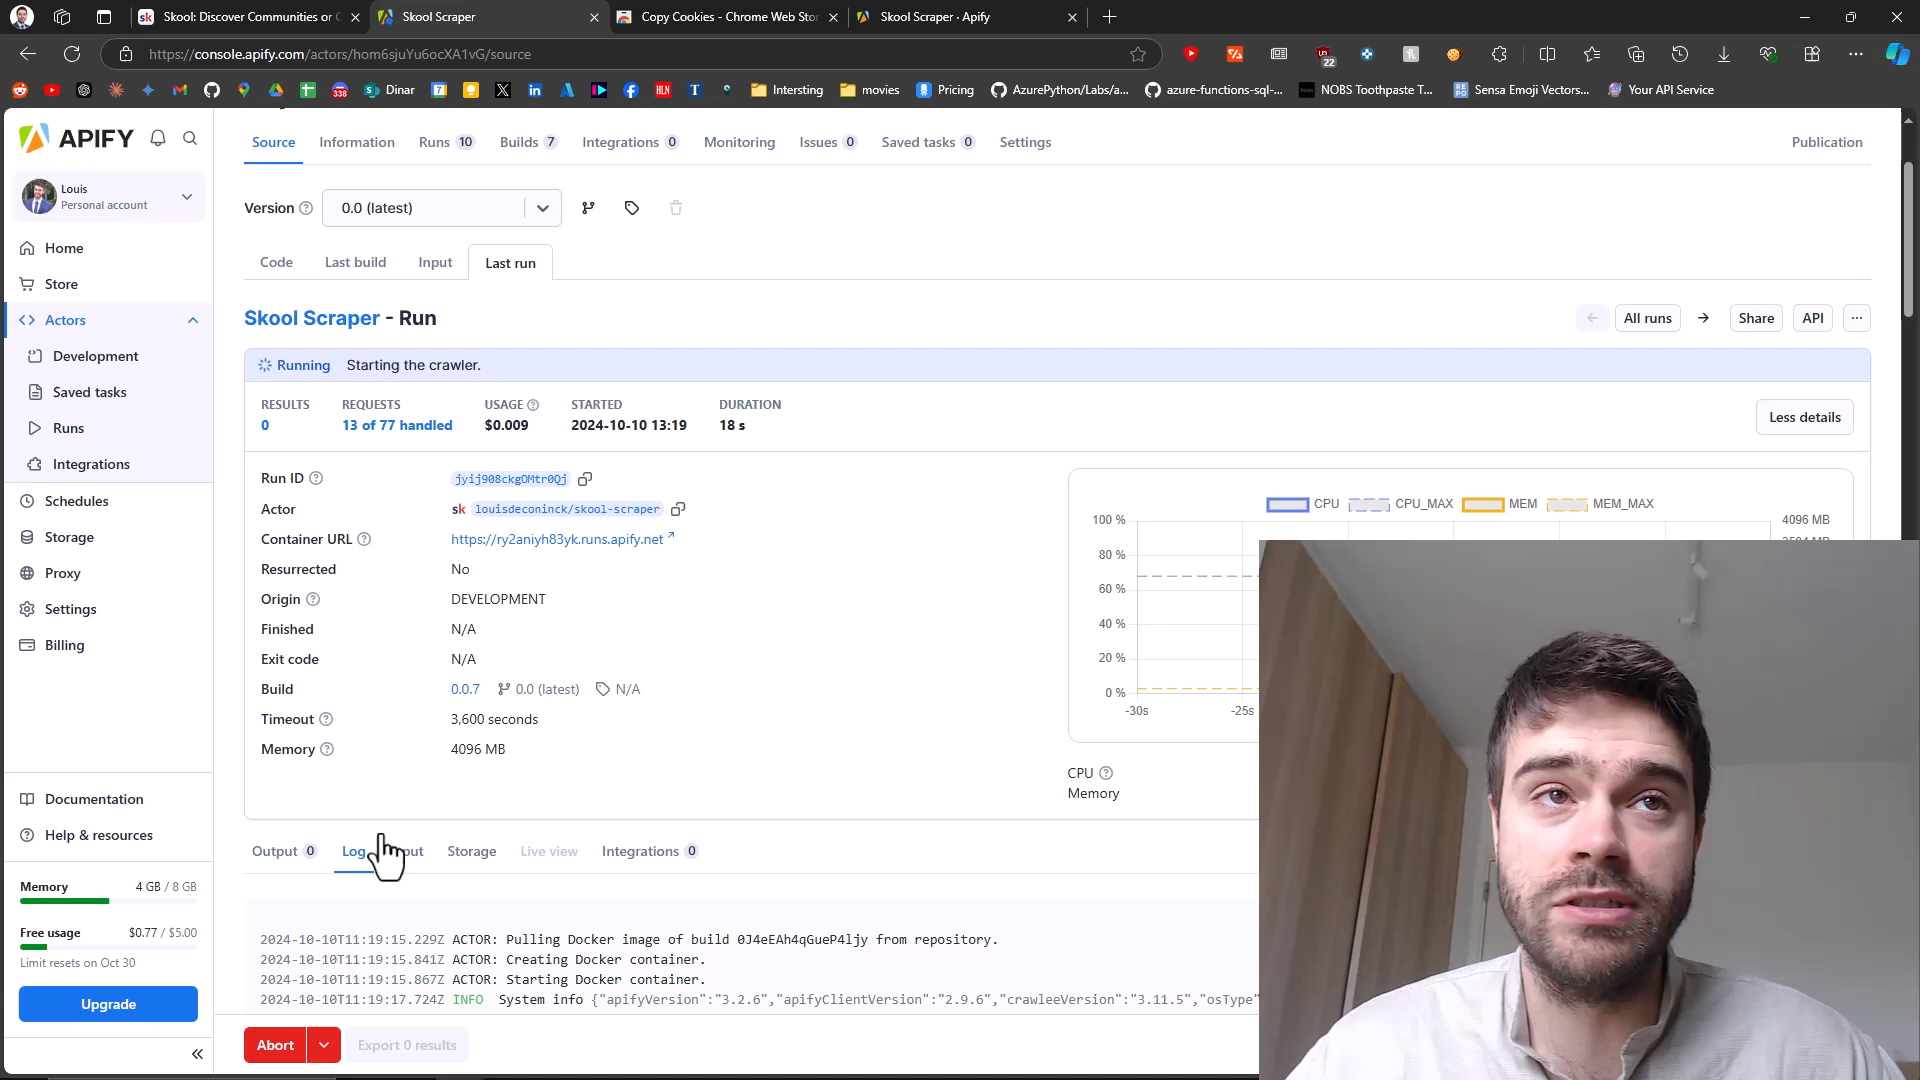 Skool: Discover Communities or C
Skool Scraper
Copy Cookies - Chrome Web Sto
Skool Scraper · Apify
https://console.apify.com/actors/hom6sjuYu6ocXA1vG/source
22
338
Dinar
7
HLN
T
Intersting
movies
Pricing
AzurePython/Labs/a...
azure-functions-sql-...
NOBS Toothpaste T...
Sensa Emoji Vectors...
Your API Service
APIFY
Louis
Personal account
Home
Store
Actors
Development
Saved tasks
Runs
Integrations
Schedules
Storage
Proxy
Settings
Billing
Documentation
Help & resources
Memory 4 GB / 8 GB
Free usage $0.77 / $5.00
Limit resets on Oct 30
Upgrade
Source Information Runs 10 Builds 7 Integrations 0 Monitoring Issues 0 Saved tasks 0 Settings Publication
Version 0.0 (latest)
Code Last build Input Last run
Skool Scraper - Run
All runs Share API
Running Starting the crawler.
RESULTS REQUESTS USAGE STARTED DURATION
0 13 of 77 handled $0.009 2024-10-10 13:19 18 s
Less details
Run ID jyij908ckgOMtr0Qj
Actor sk louisdeconinck/skool-scraper
Container URL https://ry2aniyh83yk.runs.apify.net
Resurrected No
Origin DEVELOPMENT
Finished N/A
Exit code N/A
Build 0.0.7 0.0 (latest) N/A
Timeout 3,600 seconds
Memory 4096 MB
CPU CPU_MAX MEM MEM_MAX
100 % 4096 MB
80 %
60 %
40 %
20 %
0 %
-30s -25s
CPU
Memory
Output 0 Log Storage Live view Integrations 0
2024-10-10T11:19:15.229Z ACTOR: Pulling Docker image of build 0J4eEAh4qGueP4ljy from repository.
2024-10-10T11:19:15.841Z ACTOR: Creating Docker container.
2024-10-10T11:19:15.867Z ACTOR: Starting Docker container.
2024-10-10T11:19:17.724Z INFO System info {"apifyVersion":"3.2.6","apifyClientVersion":"2.9.6","crawleeVersion":"3.11.5","osType"
Abort Export 0 results